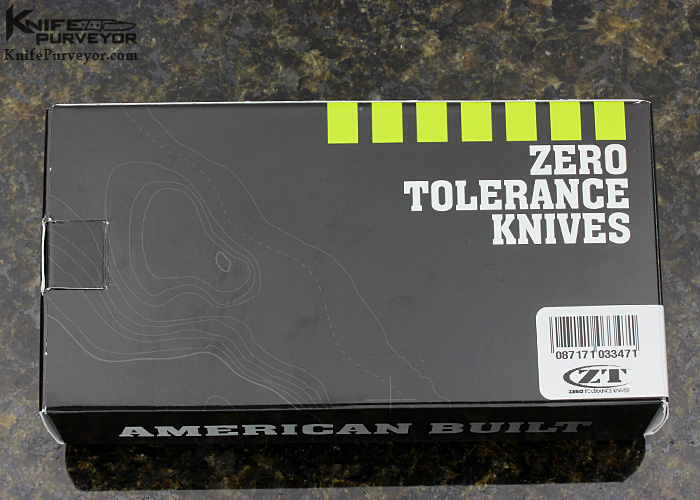 KNIFE
PURVEYOR
KnifePurveyor.com
ZERO
TOLERANCE
KNIVES
087171 033471
ZT
ZERO TOLERANCE KNIVES
AMERICAN BUILT